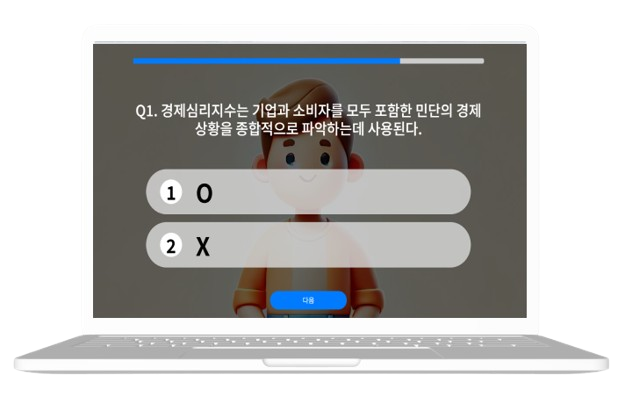 Q1. 경제심리지수는 기업과 소비자를 모두 포함한 민단의 경제
상황을 종합적으로 파악하는데 사용된다.
1 O
2 X
다음